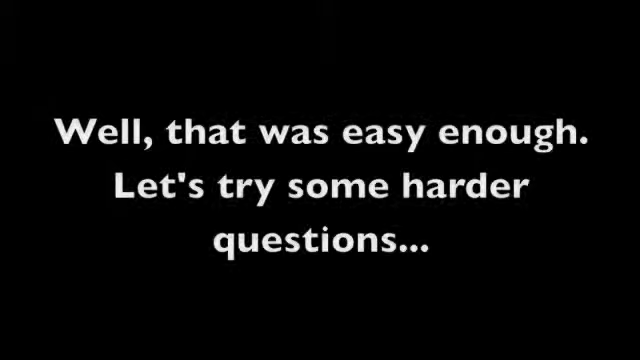 Well, that was easy enough.
Let's try some harder
questions...